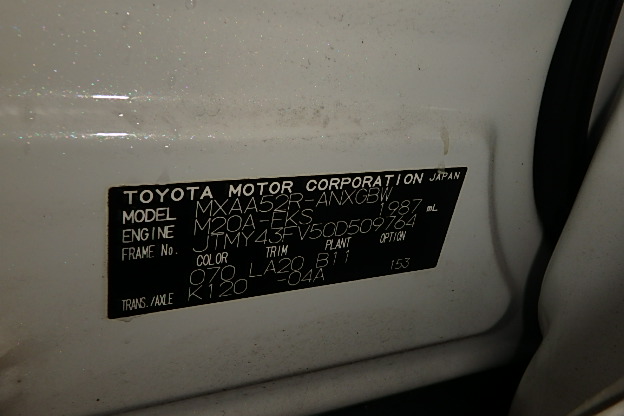 TOYOTA MOTOR CORPORATION JAPAN
MODEL MXAA52R-ANXGBW
ENGINE M20A-FKS 1987 mL
FRAME No. JTMY43FV50D509764
COLOR TRIM PLANT OPTION
070 LA20 B11 153
TRANS./AXLE K120 -04A